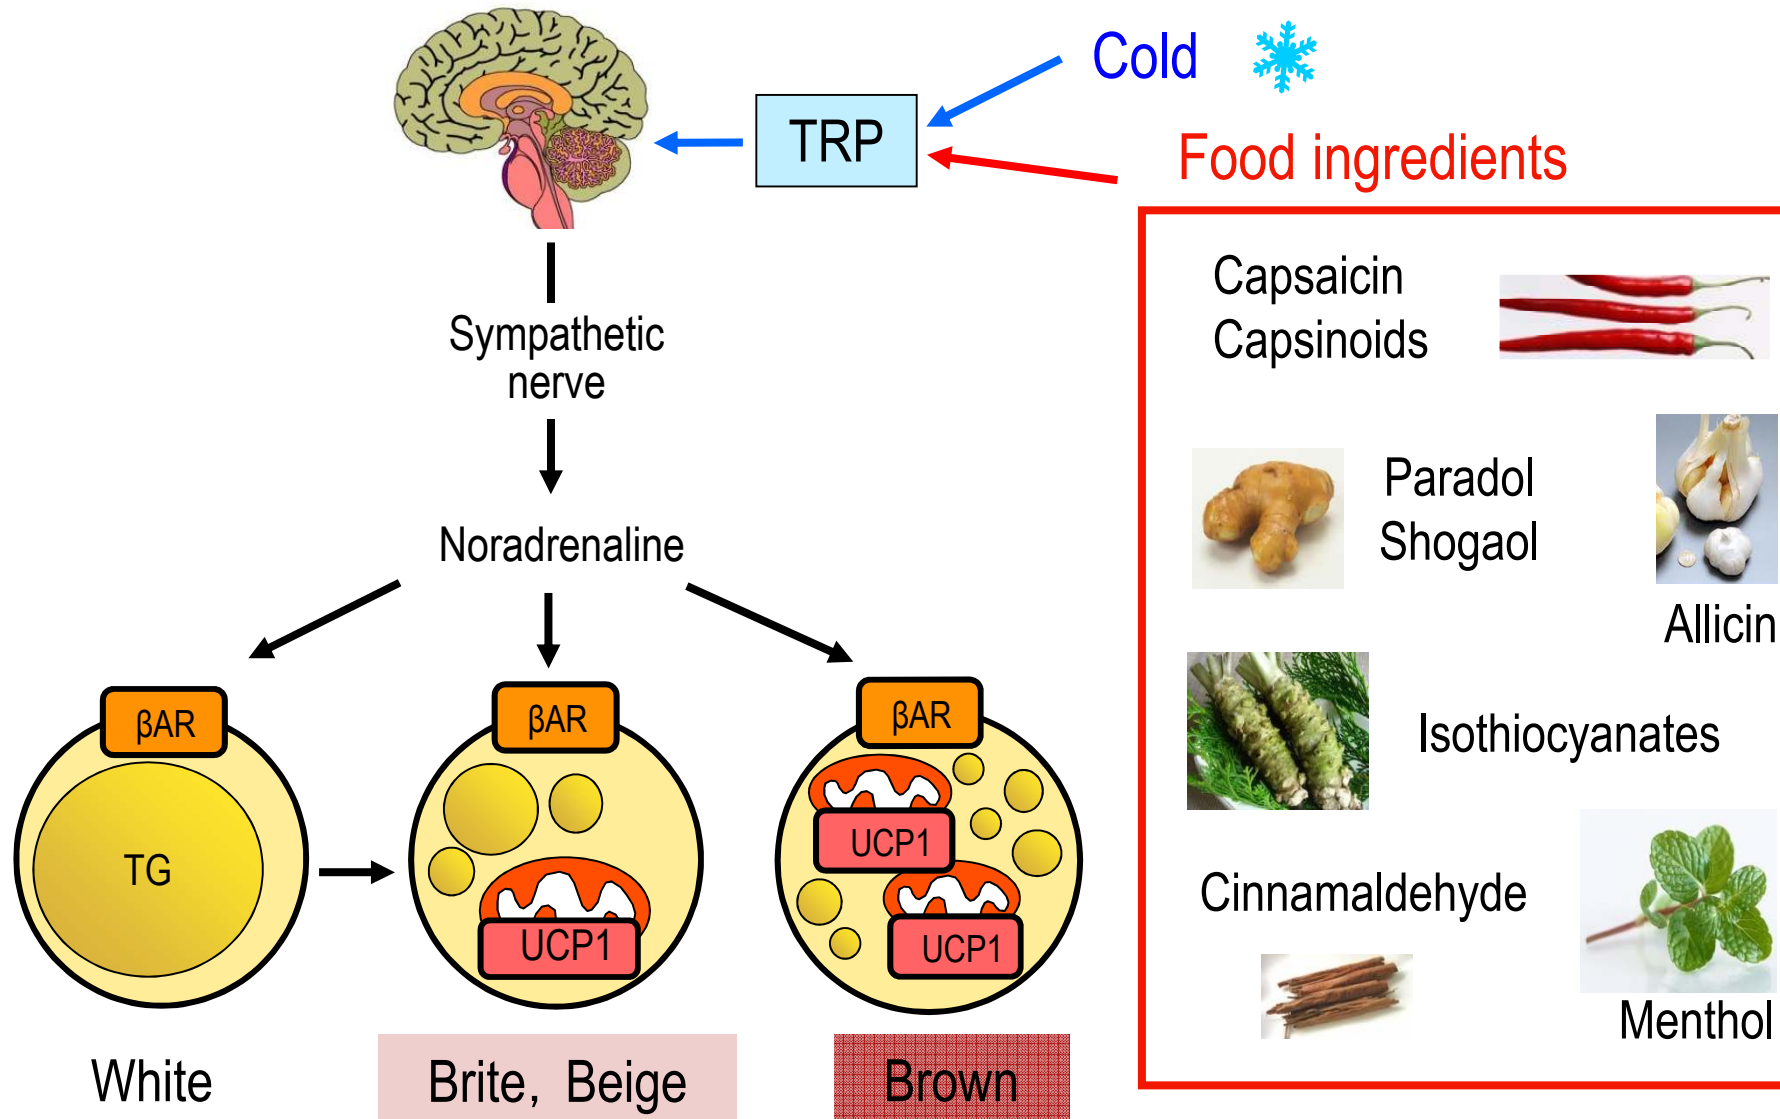 Cold
TRP
Food ingredients
Capsaicin
Capsinoids
Sympathetic
nerve
Paradol
Shogaol
Noradrenaline
Allicin
βAR
βAR
βAR
Isothiocyanates
UCP1
TG
Cinnamaldehyde
UCP1
UCP1
Menthol
White
Brite, Beige
Brown